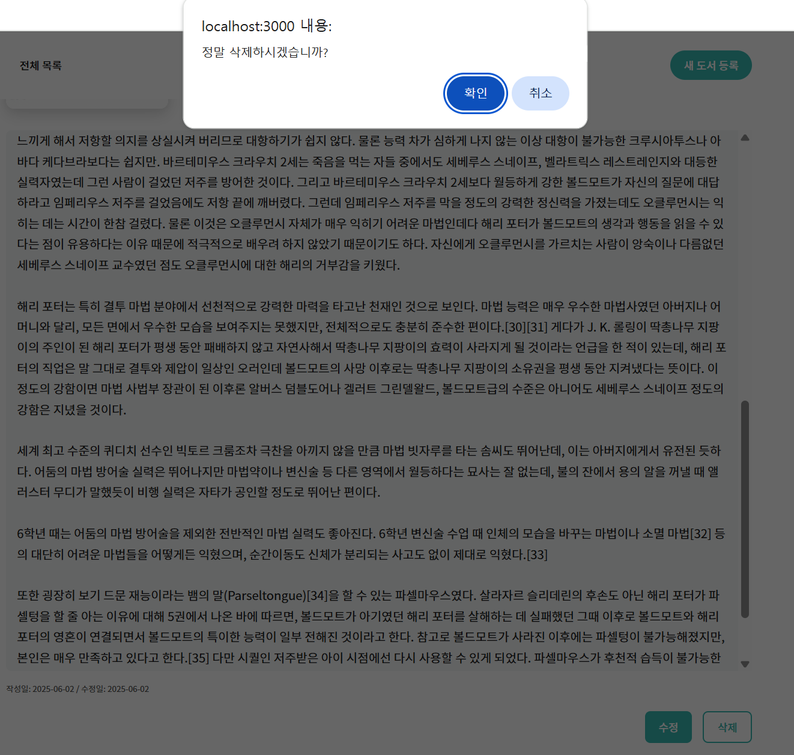 localhost:3000 내용:
정말 삭제하시겠습니까?
확인
취소
전체 목록
새 도서 등록
느끼게 해서 저항할 의지를 상실시켜 버리므로 대항하기가 쉽지 않다. 물론 능력 차가 심하게 나지 않는 이상 대항이 불가능한 크루시아투스나 아
바다 케다브라보다는 쉽지만. 바르테미우스 크라우치 2세는 죽음을 먹는 자들 중에서도 세베루스 스네이프, 벨라트릭스 레스트레인지와 대등한
실력자였는데 그런 사람이 걸었던 저주를 방어한 것이다. 그리고 바르테미우스 크라우치 2세보다 월등하게 강한 볼드모트가 자신의 질문에 대답
하라고 임페리우스 저주를 걸었음에도 저항 끝에 깨버렸다. 그런데 임페리우스 저주를 막을 정도의 강력한 정신력을 가졌는데도 오클루먼시는 익
히는 데는 시간이 한참 걸렸다. 물론 이것은 오클루먼시 자체가 매우 익히기 어려운 마법인데다 해리 포터가 볼드모트의 생각과 행동을 읽을 수 있
다는 점이 유용하다는 이유 때문에 적극적으로 배우려 하지 않았기 때문이기도 하다. 자신에게 오클루먼시를 가르치는 사람이 앙숙이나 다름없던
세베루스 스네이프 교수였던 점도 오클루먼시에 대한 해리의 거부감을 키웠다.
해리 포터는 특히 결투 마법 분야에서 선천적으로 강력한 마력을 타고난 천재인 것으로 보인다. 마법 능력은 매우 우수한 마법사였던 아버지나 어
머니와 달리, 모든 면에서 우수한 모습을 보여주지는 못했지만, 전체적으로도 충분히 준수한 편이다.[30][31] 게다가 J. K. 롤링이 딱총나무 지팡
이의 주인이 된 해리 포터가 평생 동안 패배하지 않고 자연사해서 딱총나무 지팡이의 효력이 사라지게 될 것이라는 언급을 한 적이 있는데, 해리 포
터의 직업은 말 그대로 결투와 제압이 일상인 오러인데 볼드모트의 사망 이후로는 딱총나무 지팡이의 소유권을 평생 동안 지켜냈다는 뜻이다. 이
정도의 강함이면 마법 사법부 장관이 된 이후론 알버스 덤블도어나 겔러트 그린델왈드, 볼드모트급의 수준은 아니어도 세베루스 스네이프 정도의
강함은 지녔을 것이다.
세계 최고 수준의 퀴디치 선수인 빅토르 크룸조차 극찬을 아끼지 않을 만큼 마법 빗자루를 타는 솜씨도 뛰어난데, 이는 아버지에게서 유전된 듯하
다. 어둠의 마법 방어술 실력은 뛰어나지만 마법약이나 변신술 등 다른 영역에서 월등하다는 묘사는 잘 없는데, 불의 잔에서 용의 알을 꺼낼 때 앨
러스터 무디가 말했듯이 비행 실력은 자타가 공인할 정도로 뛰어난 편이다.
6학년 때는 어둠의 마법 방어술을 제외한 전반적인 마법 실력도 좋아진다. 6학년 변신술 수업 때 인체의 모습을 바꾸는 마법이나 소멸 마법[32] 등
의 대단히 어려운 마법들을 어떻게든 익혔으며, 순간이동도 신체가 분리되는 사고도 없이 제대로 익혔다.[33]
또한 굉장히 보기 드문 재능이라는 뱀의 말(Parseltongue)[34]을 할 수 있는 파셀마우스였다. 살라자르 슬리데린의 후손도 아닌 해리 포터가 파
셀텅을 할 줄 아는 이유에 대해 5권에서 나온 바에 따르면, 볼드모트가 아기였던 해리 포터를 살해하는 데 실패했던 그때 이후로 볼드모트와 해리
포터의 영혼이 연결되면서 볼드모트의 특이한 능력이 일부 전해진 것이라고 한다. 참고로 볼드모트가 사라진 이후에는 파셀텅이 불가능해졌지만,
본인은 매우 만족하고 있다고 한다.[35] 다만 시퀄인 저주받은 아이 시점에선 다시 사용할 수 있게 되었다. 파셀마우스가 후천적 습득이 불가능한
작성일: 2025-06-02 / 수정일: 2025-06-02
수정
삭제